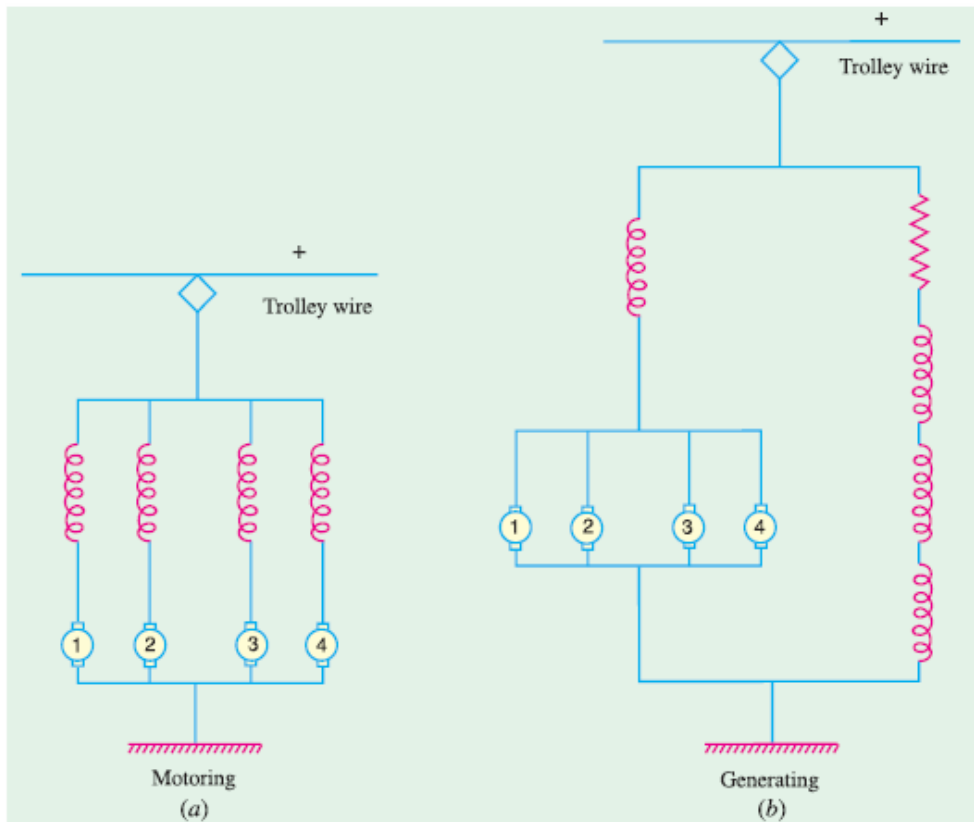 +
Trolley wire
+
Trolley wire
1 2 3 4
1 2 3 4
Motoring
(a)
Generating
(b)